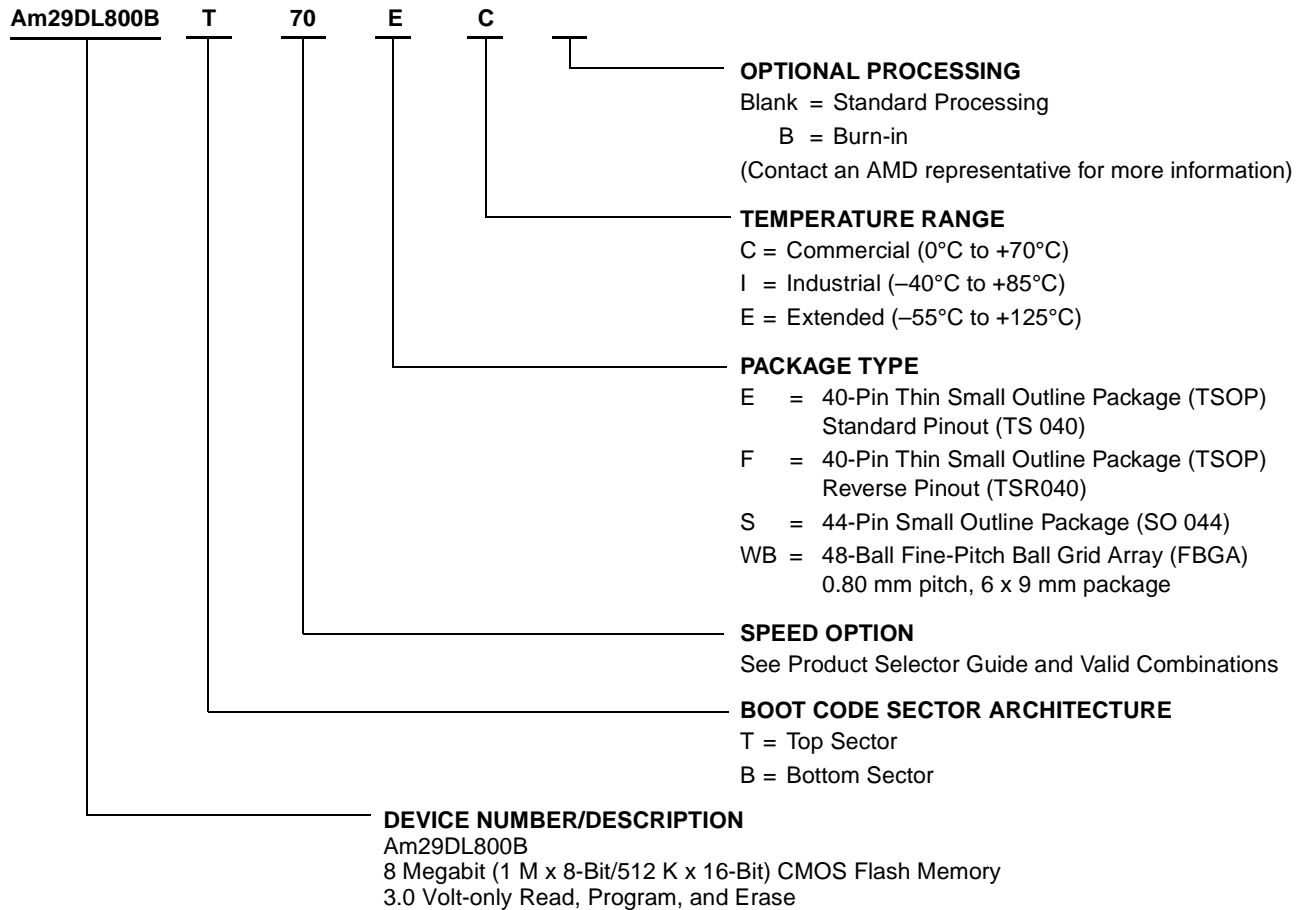 Am29DL800B T 70 E C
OPTIONAL PROCESSING
Blank = Standard Processing
B = Burn-in
(Contact an AMD representative for more information)
TEMPERATURE RANGE
C = Commercial (0°C to +70°C)
I = Industrial (–40°C to +85°C)
E = Extended (–55°C to +125°C)
PACKAGE TYPE
E = 40-Pin Thin Small Outline Package (TSOP)
Standard Pinout (TS 040)
F = 40-Pin Thin Small Outline Package (TSOP)
Reverse Pinout (TSR040)
S = 44-Pin Small Outline Package (SO 044)
WB = 48-Ball Fine-Pitch Ball Grid Array (FBGA)
0.80 mm pitch, 6 x 9 mm package
SPEED OPTION
See Product Selector Guide and Valid Combinations
BOOT CODE SECTOR ARCHITECTURE
T = Top Sector
B = Bottom Sector
DEVICE NUMBER/DESCRIPTION
Am29DL800B
8 Megabit (1 M x 8-Bit/512 K x 16-Bit) CMOS Flash Memory
3.0 Volt-only Read, Program, and Erase